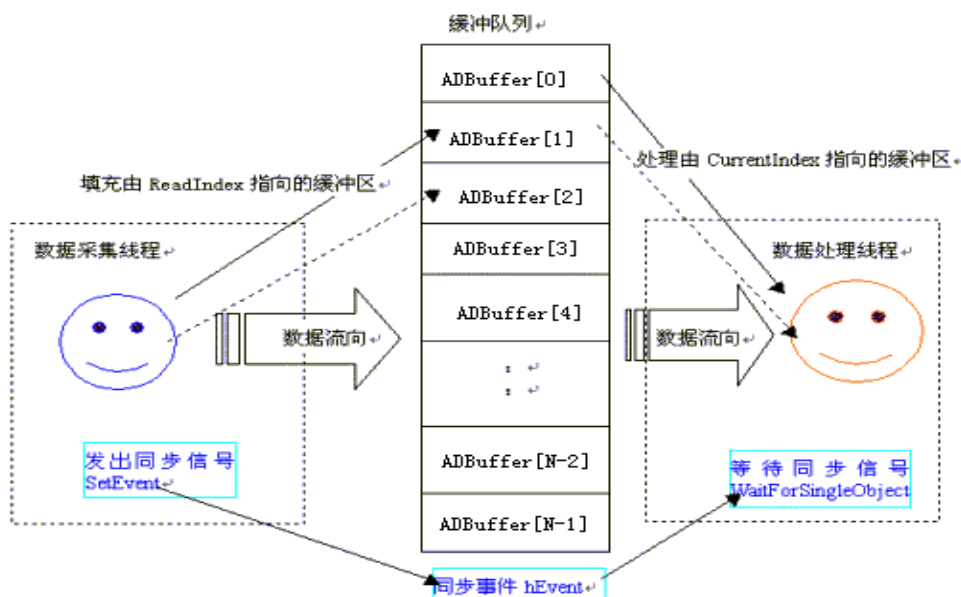 缓冲队列
ADBuffer[0]
ADBuffer[1]
处理由 CurrentIndex 指向的缓冲区
填充由 ReadIndex 指向的缓冲区
ADBuffer[2]
数据采集线程
ADBuffer[3]
数据处理线程
ADBuffer[4]
数据流向
数据流向
:
:
发出同步信号
SetEvent
ADBuffer[N-2]
等待同步信号
WaitForSingleObject
ADBuffer[N-1]
同步事件 hEvent